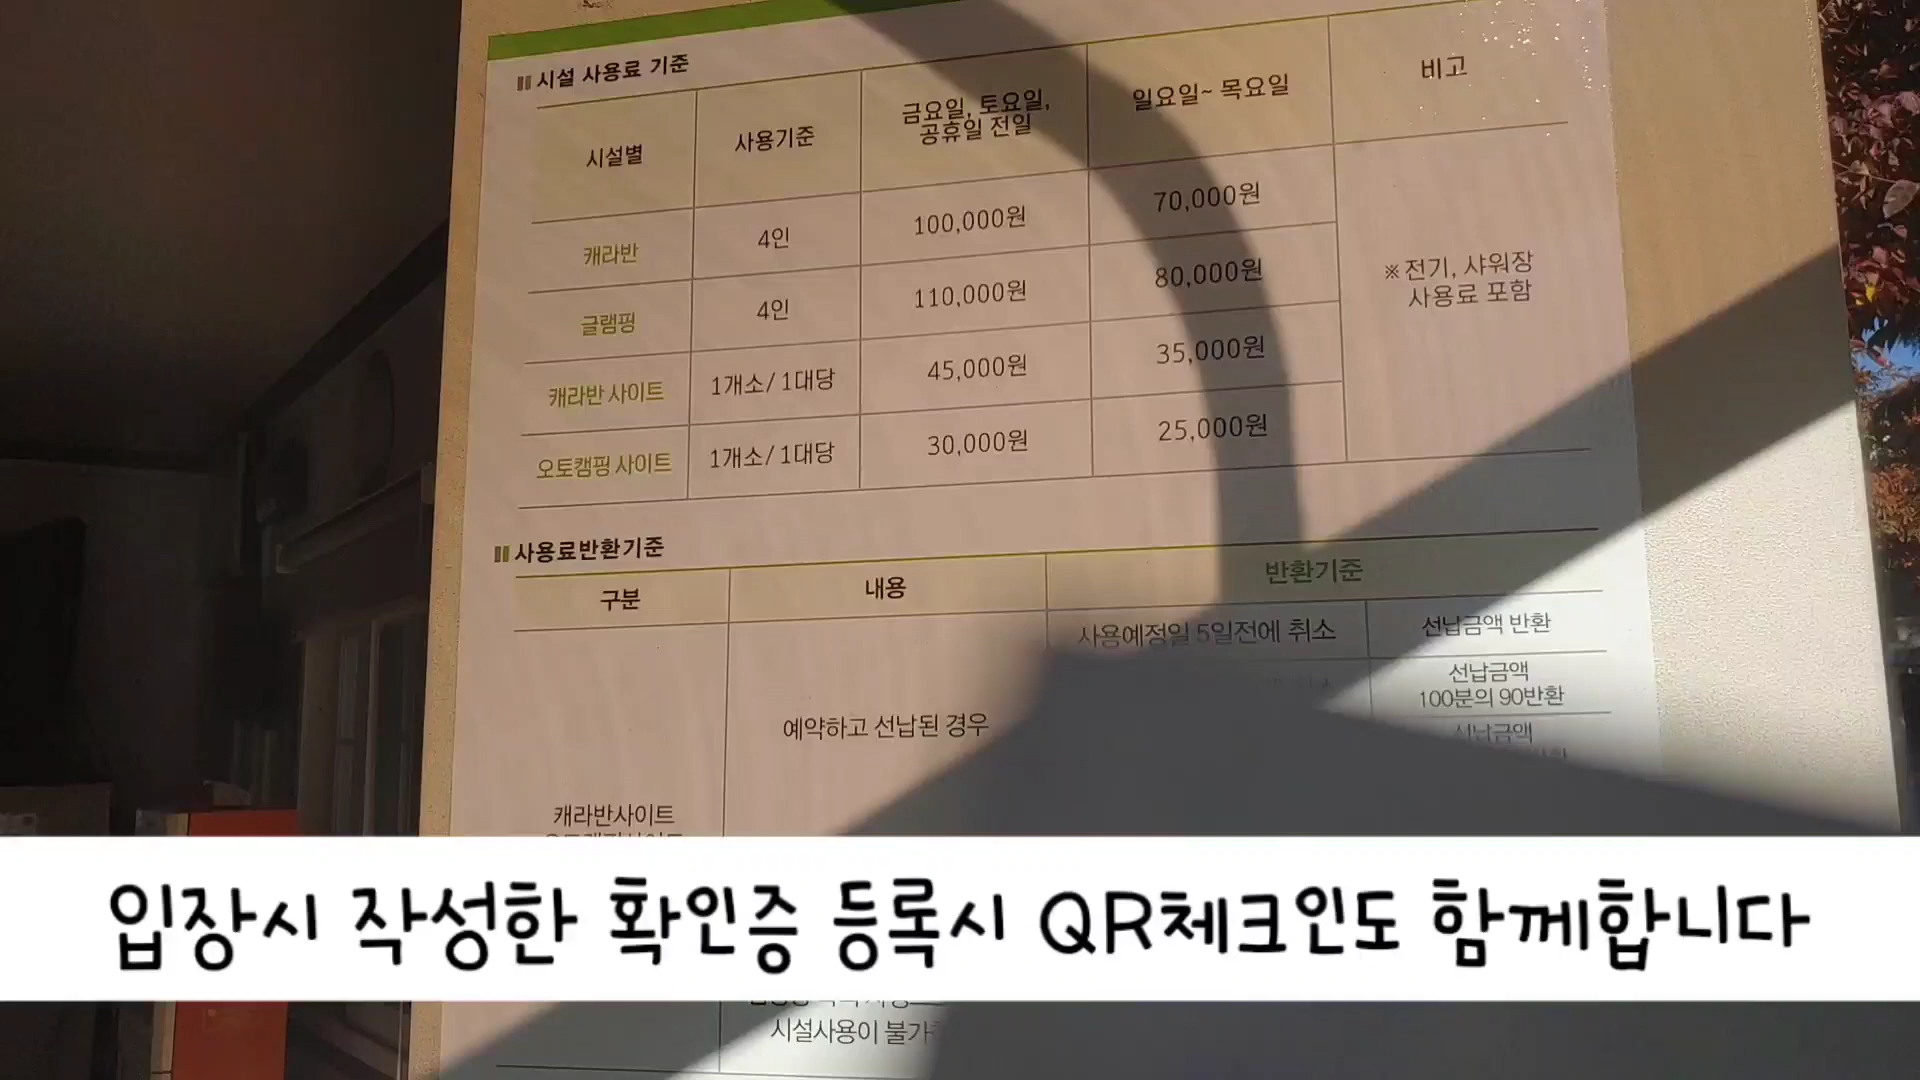 시설 사용료 기준
시설별 사용기준 금요일, 토요일, 공휴일 전일 일요일~ 목요일 비고
캐라반 4인 100,000원 70,000원
글램핑 4인 110,000원 80,000원
※ 전기, 샤워장
사용료 포함
캐라반 사이트 1개소/ 1대당 45,000원 35,000원
오토캠핑 사이트 1개소/ 1대당 30,000원 25,000원
사용료반환기준
구분 내용 반환기준
사용예정일 5일전에 취소 선납금액 반환
선납금액
100분의 90반환
예약하고 선납된 경우
선납금액
캐라반사이트
입장시 작성한 확인증 등록시 QR체크인도 함께합니다
시설사용이